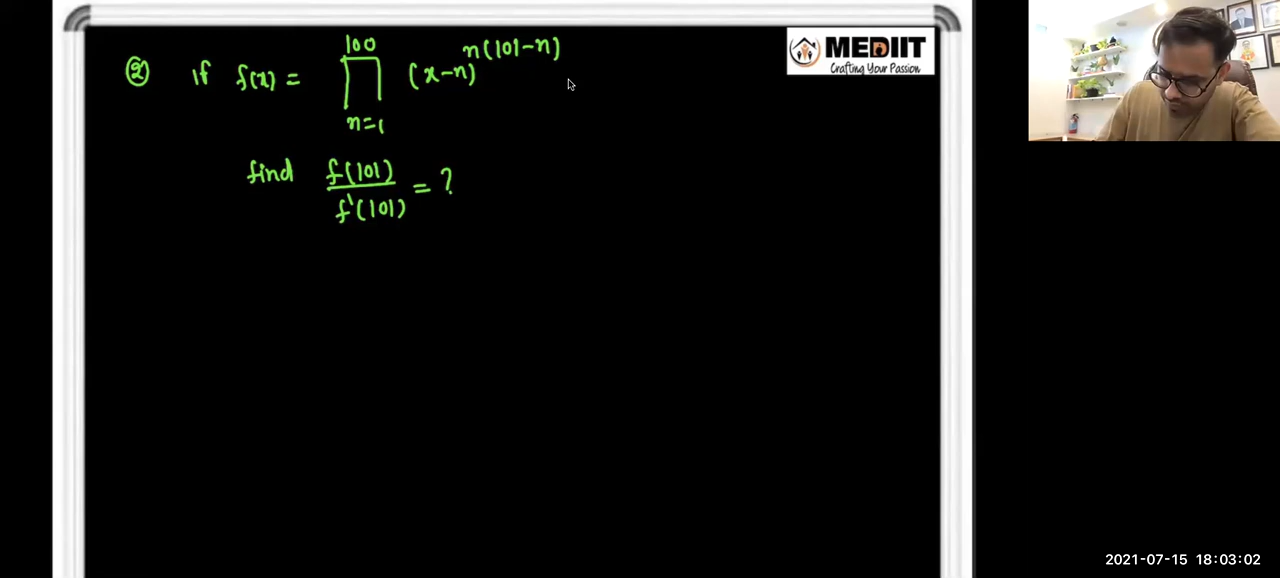 ② if f(x) = ∏_{n=1}^{100} (x-n)^{n(101-n)}
find f(101)/f'(101) = ?
MEDIIT
Crafting Your Passion
2021-07-15 18:03:02